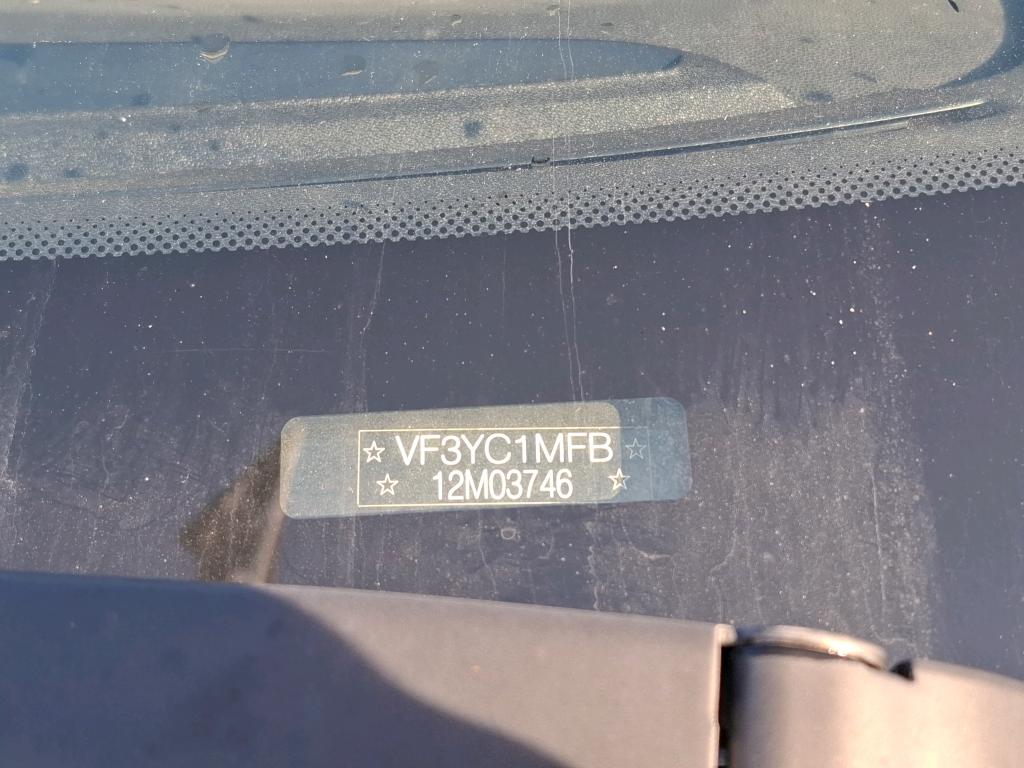 ☆ VF3YC1MFB ☆
☆ 12M03746 ☆